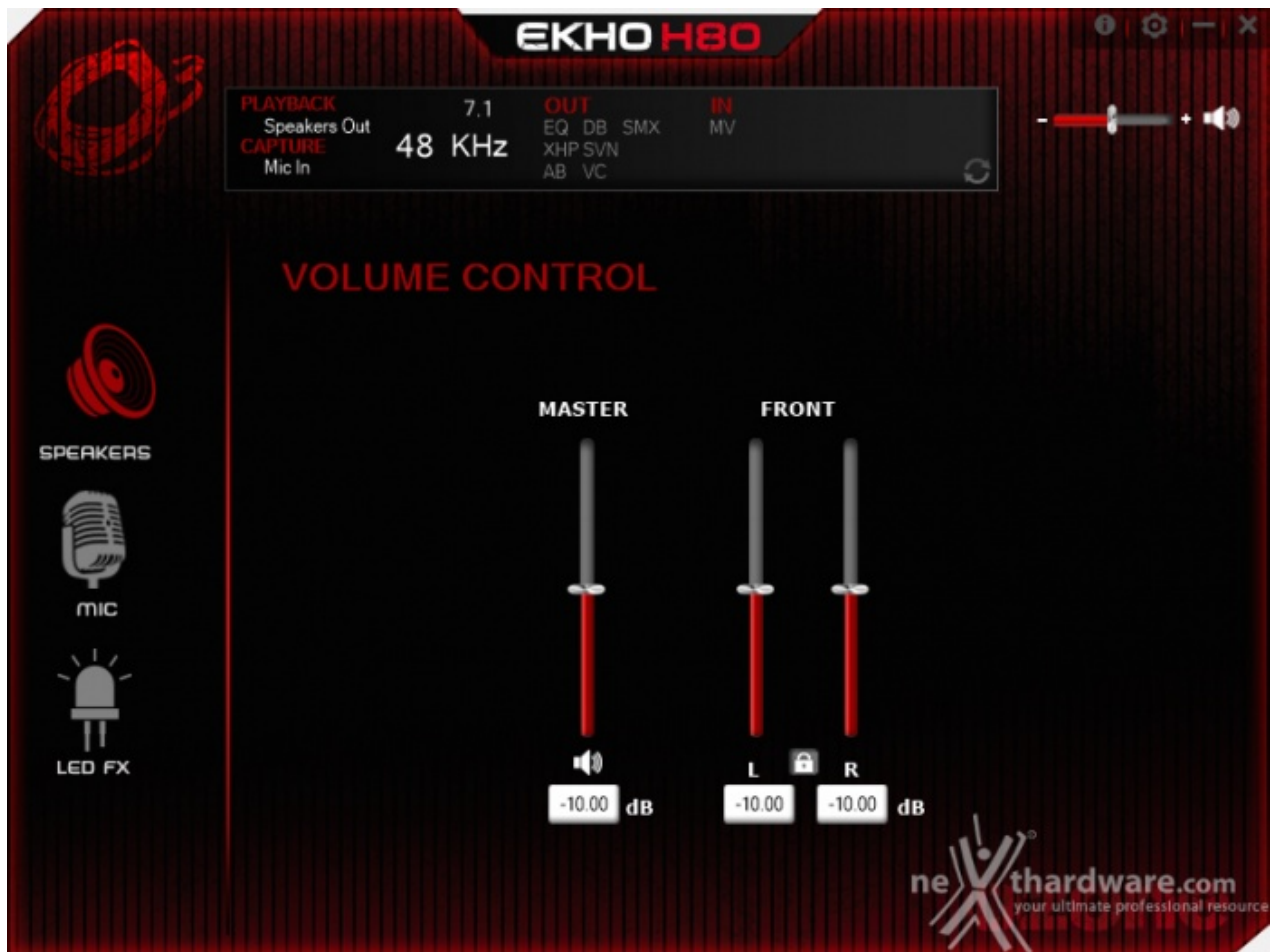 EKHO H80
PLAYBACK
Speakers Out
CAPTURE
Mic In
7.1
48 KHz
OUT
EQ DB SMX
XHP SVN
AB VC
IN
MV
- +
VOLUME CONTROL
SPEAKERS
MIC
LED FX
MASTER
FRONT
L R
-10.00 dB
-10.00 -10.00 dB
nexthardware.com
your ultimate professional resource